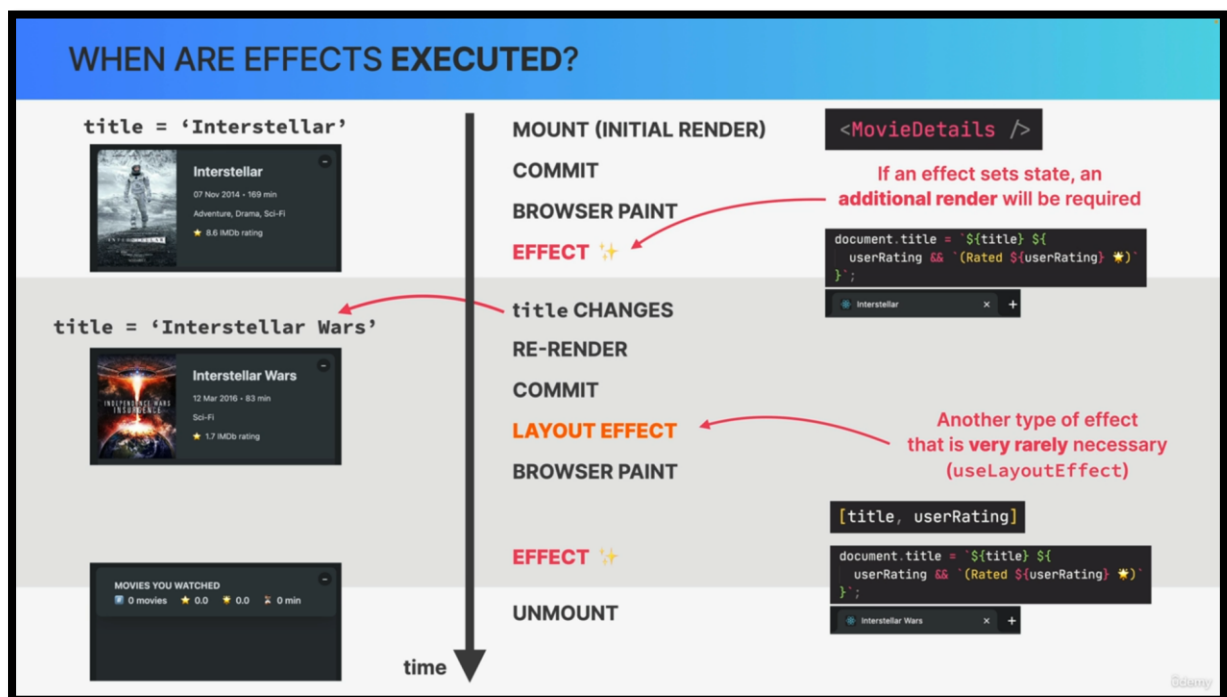 WHEN ARE EFFECTS EXECUTED?
title = ‘Interstellar’
Interstellar
07 Nov 2014 • 169 min
Adventure, Drama, Sci-Fi
⭐ 8.6 IMDb rating
title = ‘Interstellar Wars’
INDEPENDENCE WARS
INSURGENCE
Interstellar Wars
12 Mar 2016 • 83 min
Sci-Fi
⭐ 1.7 IMDb rating
MOVIES YOU WATCHED
#️⃣ 0 movies ⭐ 0.0 🌟 0.0 ⏳ 0 min
time
MOUNT (INITIAL RENDER)
COMMIT
BROWSER PAINT
EFFECT ✨
title CHANGES
RE-RENDER
COMMIT
LAYOUT EFFECT
BROWSER PAINT
EFFECT ✨
UNMOUNT
<MovieDetails />
If an effect sets state, an
additional render will be required
document.title = `${title} ${
userRating && `(Rated ${userRating} 🌟)`
}`;
Interstellar × +
Another type of effect
that is very rarely necessary
(useLayoutEffect)
[title, userRating]
document.title = `${title} ${
userRating && `(Rated ${userRating} 🌟)`
}`;
Interstellar Wars × +
Udemy